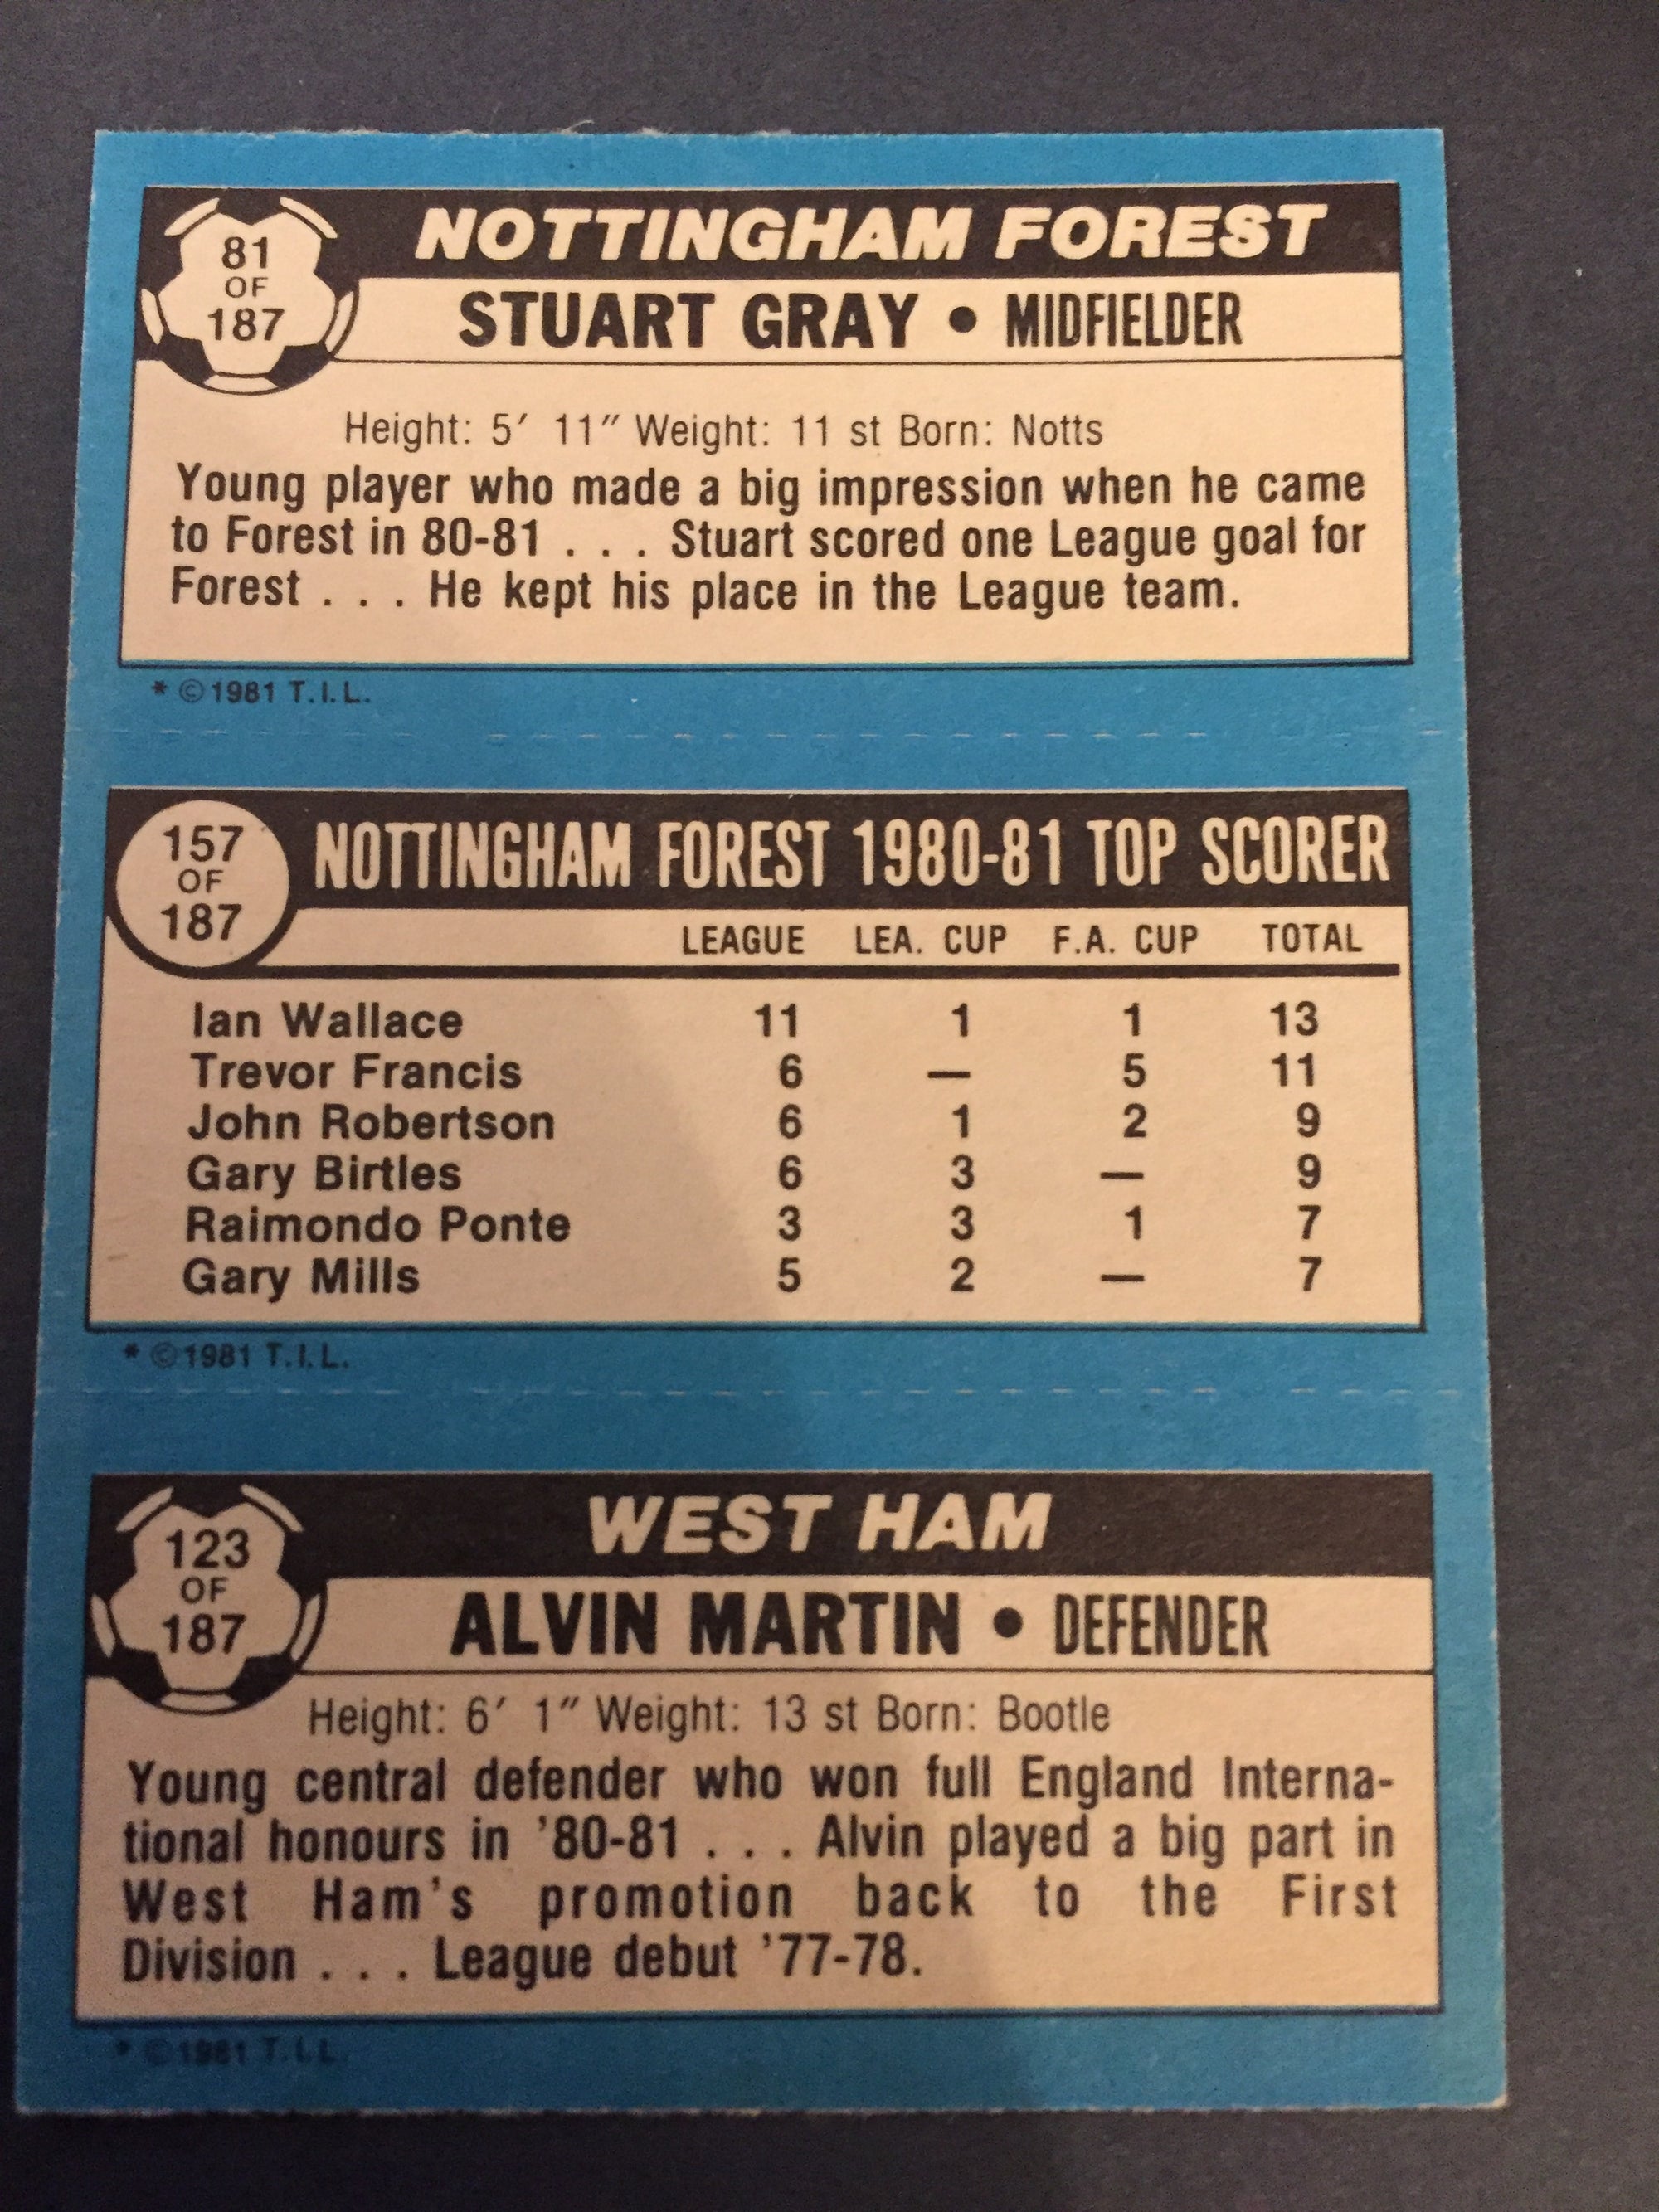 81
OF
187
NOTTINGHAM FOREST
STUART GRAY • MIDFIELDER
Height: 5′ 11″ Weight: 11 st Born: Notts
Young player who made a big impression when he came
to Forest in 80-81 . . . Stuart scored one League goal for
Forest . . . He kept his place in the League team.
* ©1981 T.I.L.
157
OF
187
NOTTINGHAM FOREST 1980-81 TOP SCORER
LEAGUE LEA. CUP F.A. CUP TOTAL
Ian Wallace 11 1 1 13
Trevor Francis 6 — 5 11
John Robertson 6 1 2 9
Gary Birtles 6 3 — 9
Raimondo Ponte 3 3 1 7
Gary Mills 5 2 — 7
* ©1981 T.I.L.
123
OF
187
WEST HAM
ALVIN MARTIN • DEFENDER
Height: 6′ 1″ Weight: 13 st Born: Bootle
Young central defender who won full England Interna-
tional honours in ’80-81 . . . Alvin played a big part in
West Ham’s promotion back to the First
Division . . . League debut ’77-78.
* ©1981 T.I.L.